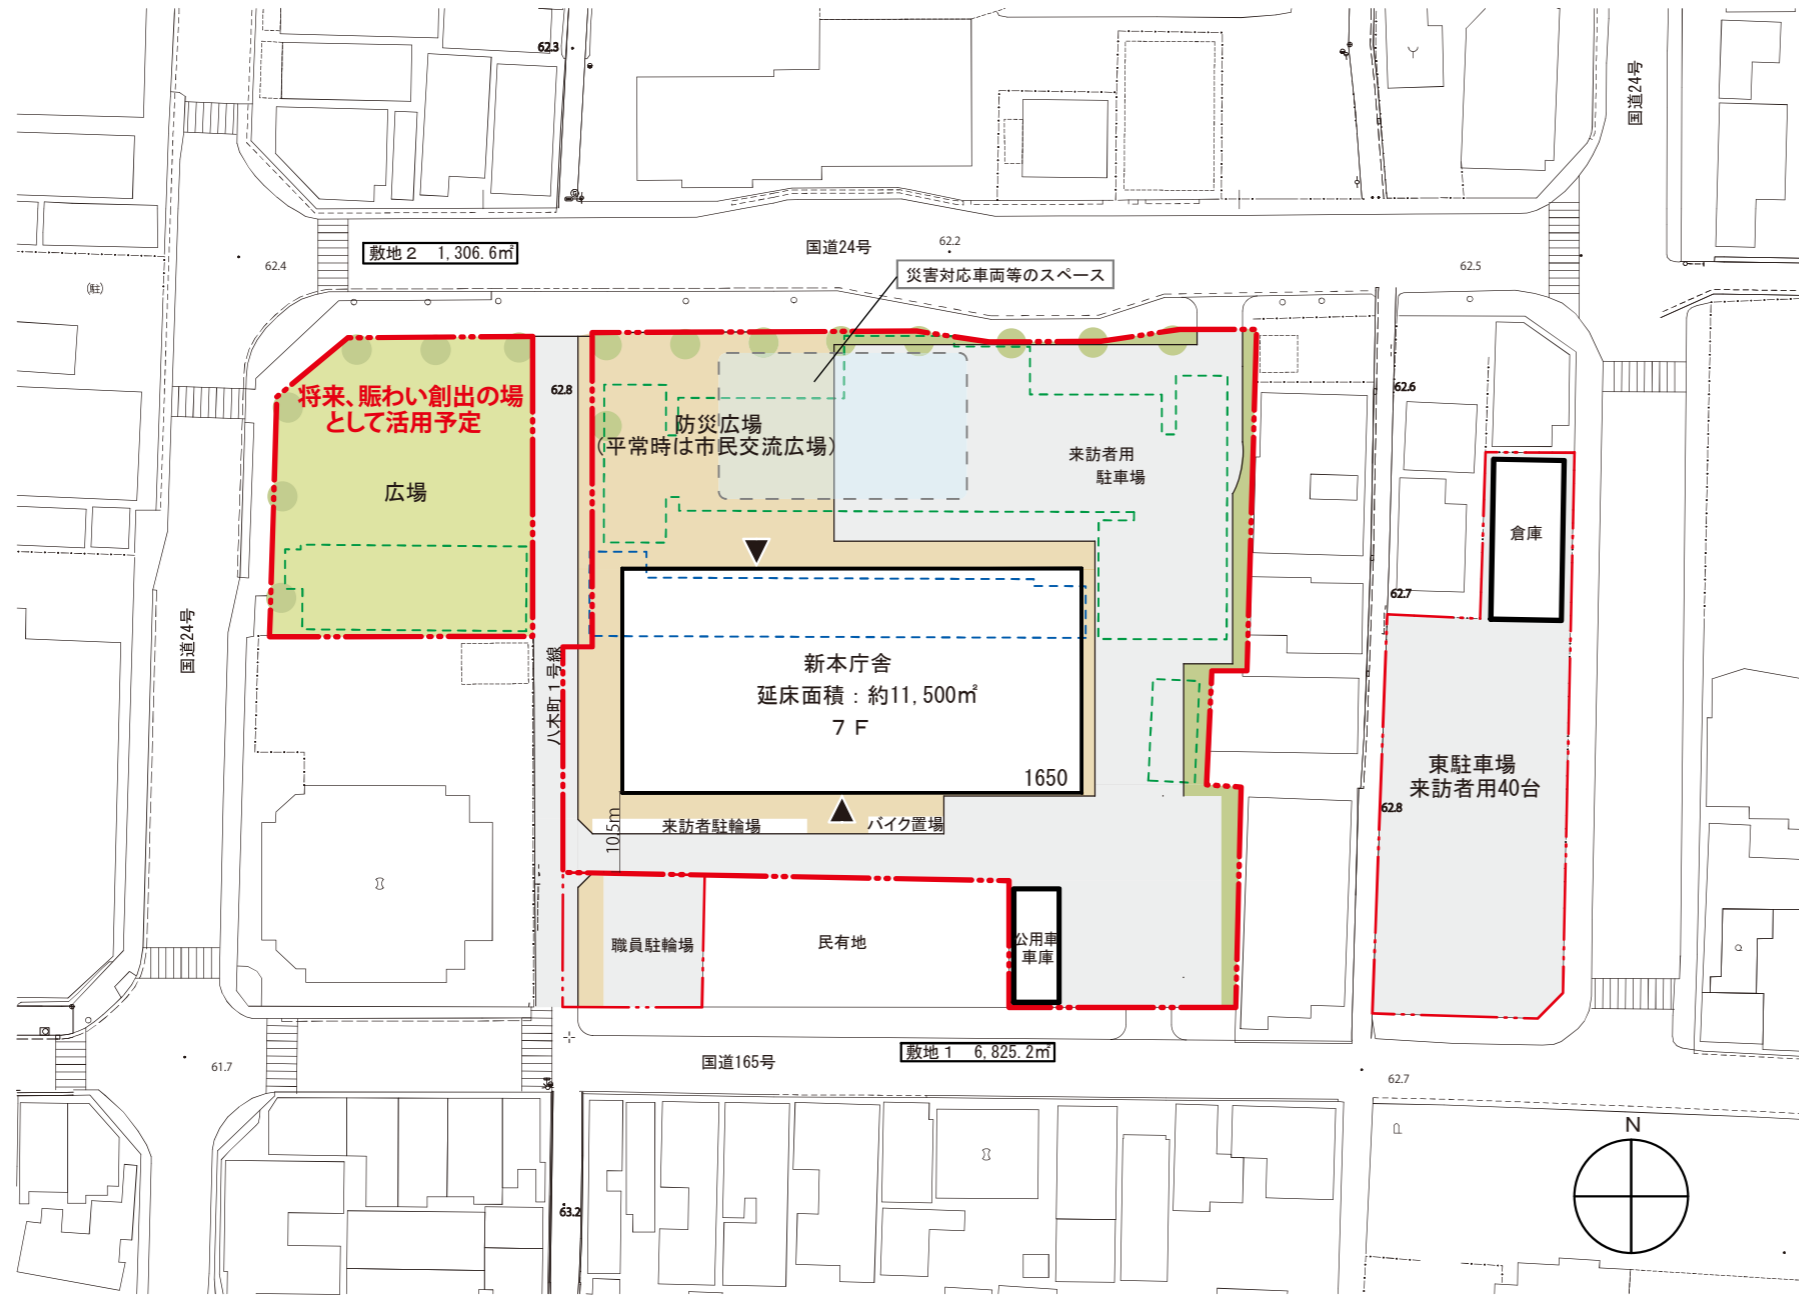 62.3
国道24号
敷地２　1,306.6㎡
国道24号
62.2
62.4
62.5
(駐)
災害対応車両等のスペース
将来、賑わい創出の場
として活用予定
広場
62.8
防災広場
(平常時は市民交流広場)
来訪者用
駐車場
62.6
倉庫
62.7
国道24号
八木町１号線
新本庁舎
延床面積：約11,500㎡
７Ｆ
1650
東駐車場
来訪者用40台
62.8
10.5m
来訪者駐輪場
バイク置場
職員駐輪場
民有地
公用車
車庫
国道165号
敷地１　6,825.2㎡
61.7
62.7
N
63.2